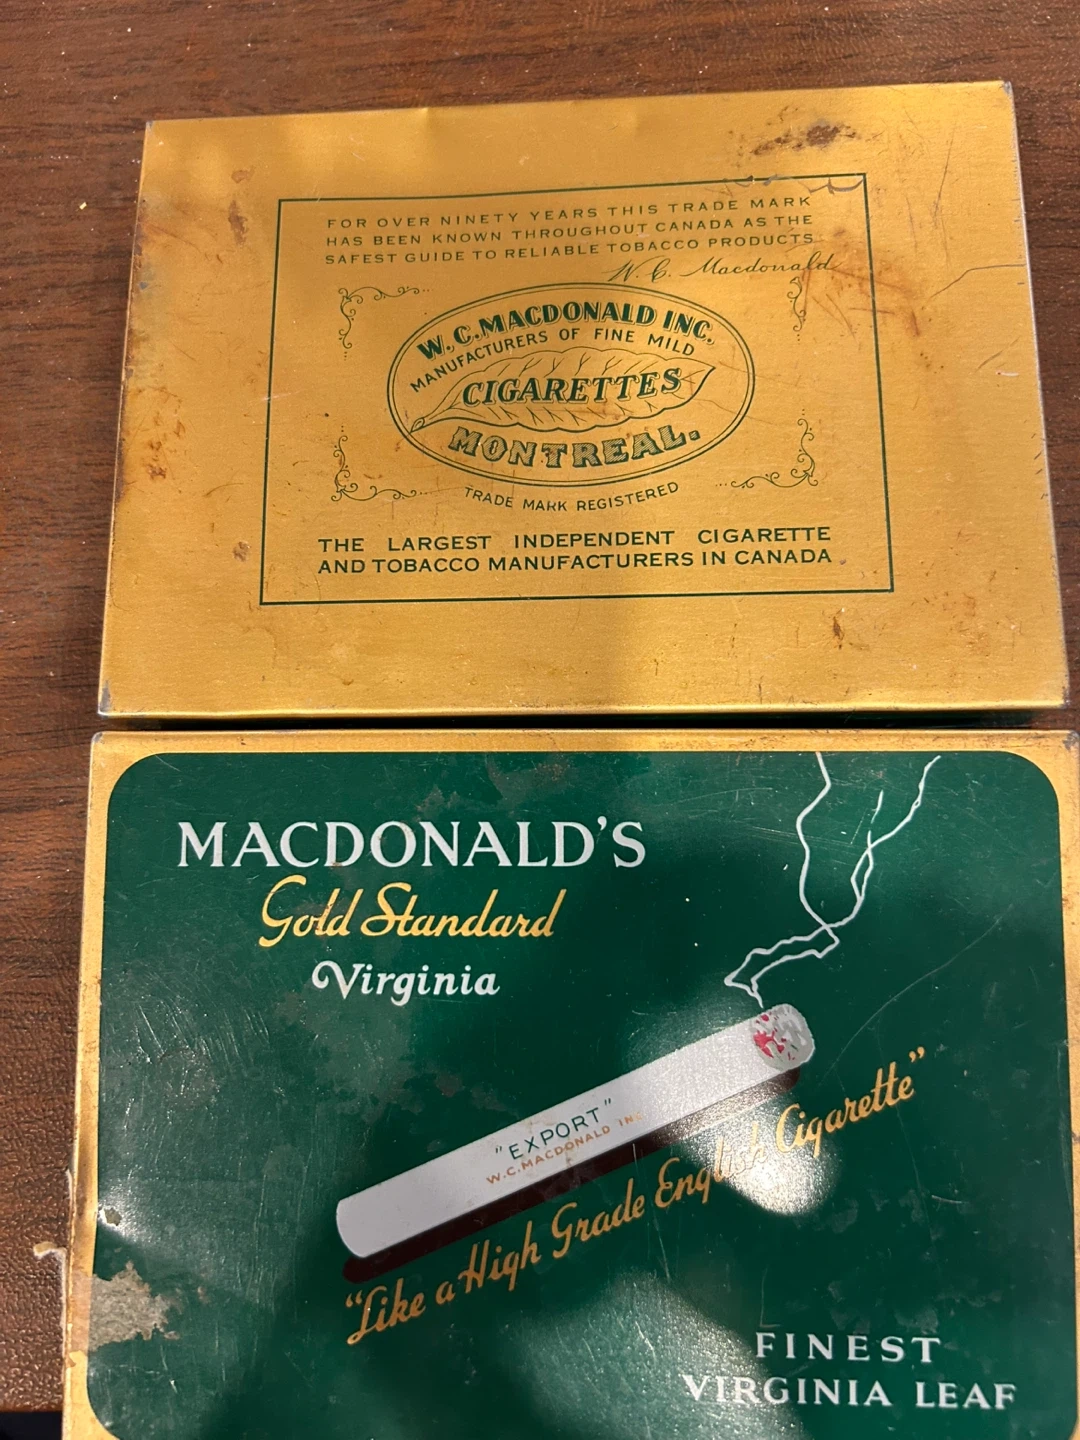 FOR OVER NINETY YEARS THIS TRADE MARK
HAS BEEN KNOWN THROUGHOUT CANADA AS THE
SAFEST GUIDE TO RELIABLE TOBACCO PRODUCTS
W. C. Macdonald
W. C. MACDONALD INC.
MANUFACTURERS OF FINE MILD
CIGARETTES
MONTREAL.
TRADE MARK REGISTERED
THE LARGEST INDEPENDENT CIGARETTE
AND TOBACCO MANUFACTURERS IN CANADA
MACDONALD'S
Gold Standard
Virginia
"EXPORT"
W.C. MACDONALD INC.
"Like a High Grade English Cigarette"
FINEST
VIRGINIA LEAF